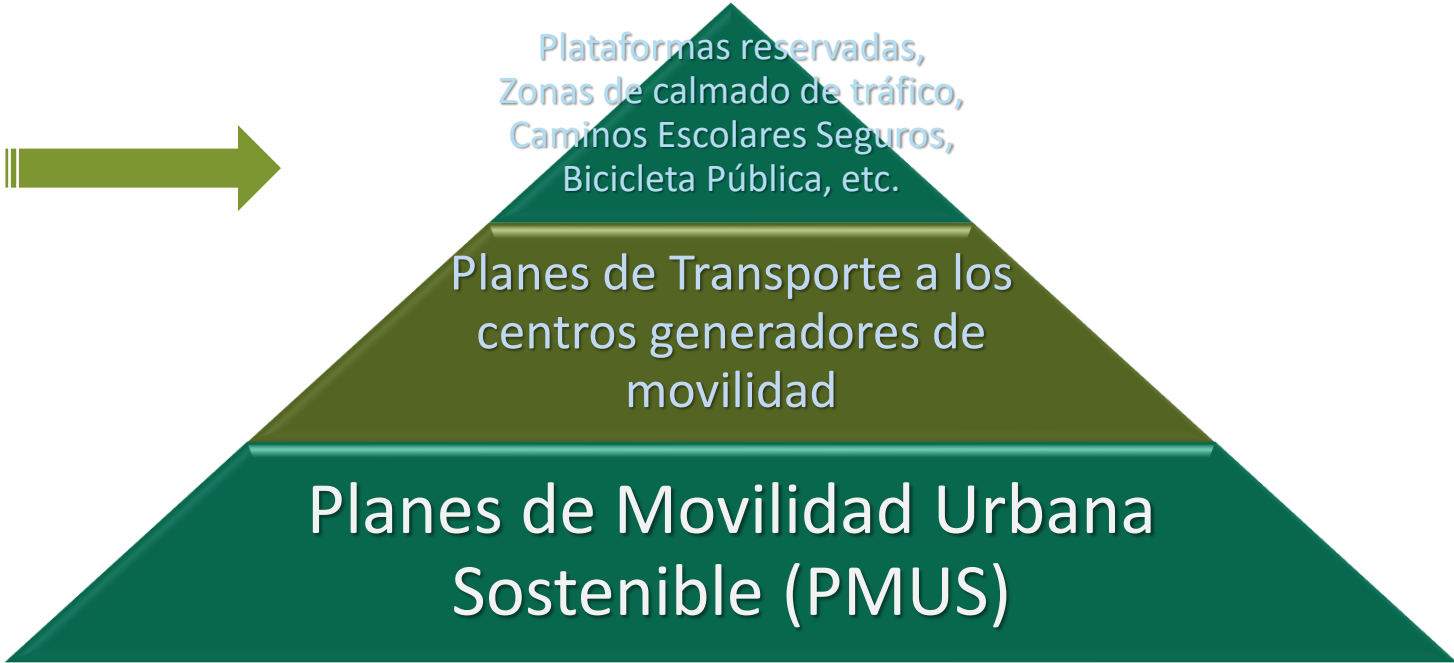 Plataformas reservadas,
Zonas de calmado de tráfico,
Caminos Escolares Seguros,
Bicicleta Pública, etc.
Planes de Transporte a los
centros generadores de
movilidad
Planes de Movilidad Urbana
Sostenible (PMUS)